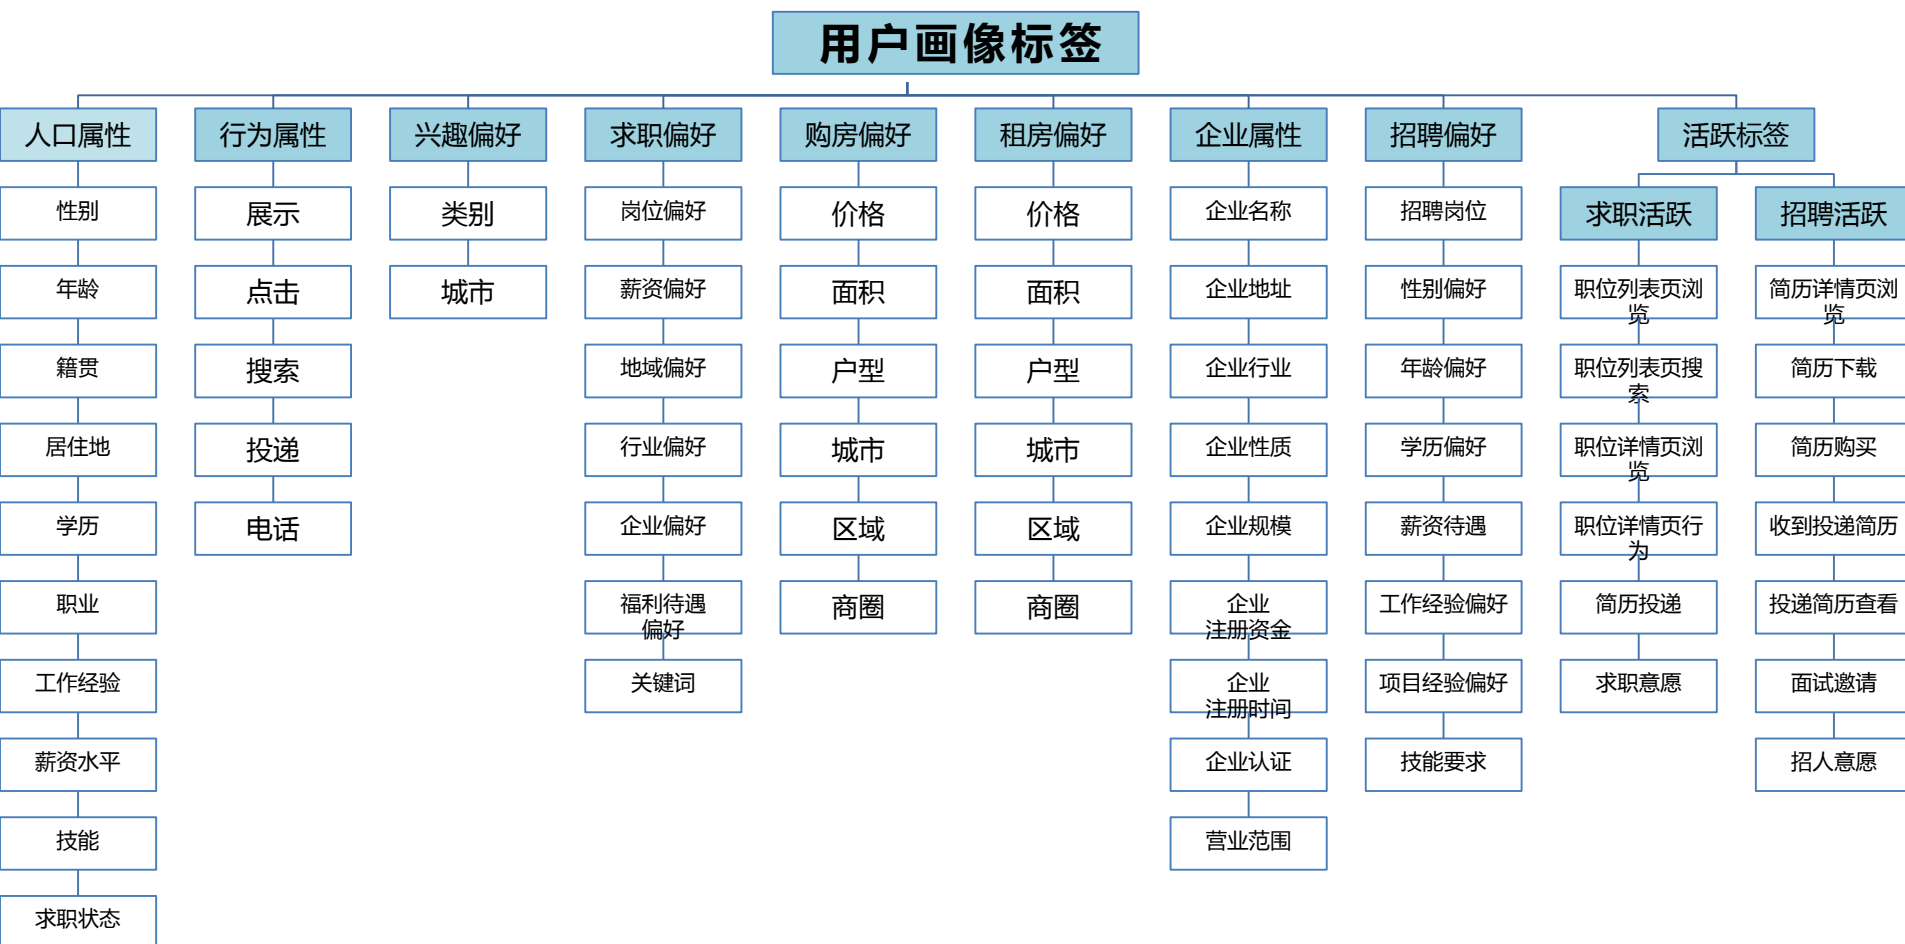 用户画像标签
人口属性
性别
年龄
籍贯
居住地
学历
职业
工作经验
薪资水平
技能
求职状态
行为属性
展示
点击
搜索
投递
电话
兴趣偏好
类别
城市
求职偏好
岗位偏好
薪资偏好
地域偏好
行业偏好
企业偏好
福利待遇
偏好
关键词
购房偏好
价格
面积
户型
城市
区域
商圈
租房偏好
价格
面积
户型
城市
区域
商圈
企业属性
企业名称
企业地址
企业行业
企业性质
企业规模
企业
注册资金
企业
注册时间
企业认证
营业范围
招聘偏好
招聘岗位
性别偏好
年龄偏好
学历偏好
薪资待遇
工作经验偏好
项目经验偏好
技能要求
活跃标签
求职活跃
职位列表页浏
览
职位列表页搜
索
职位详情页浏
览
职位详情页行
为
简历投递
求职意愿
招聘活跃
简历详情页浏
览
简历下载
简历购买
收到投递简历
投递简历查看
面试邀请
招人意愿